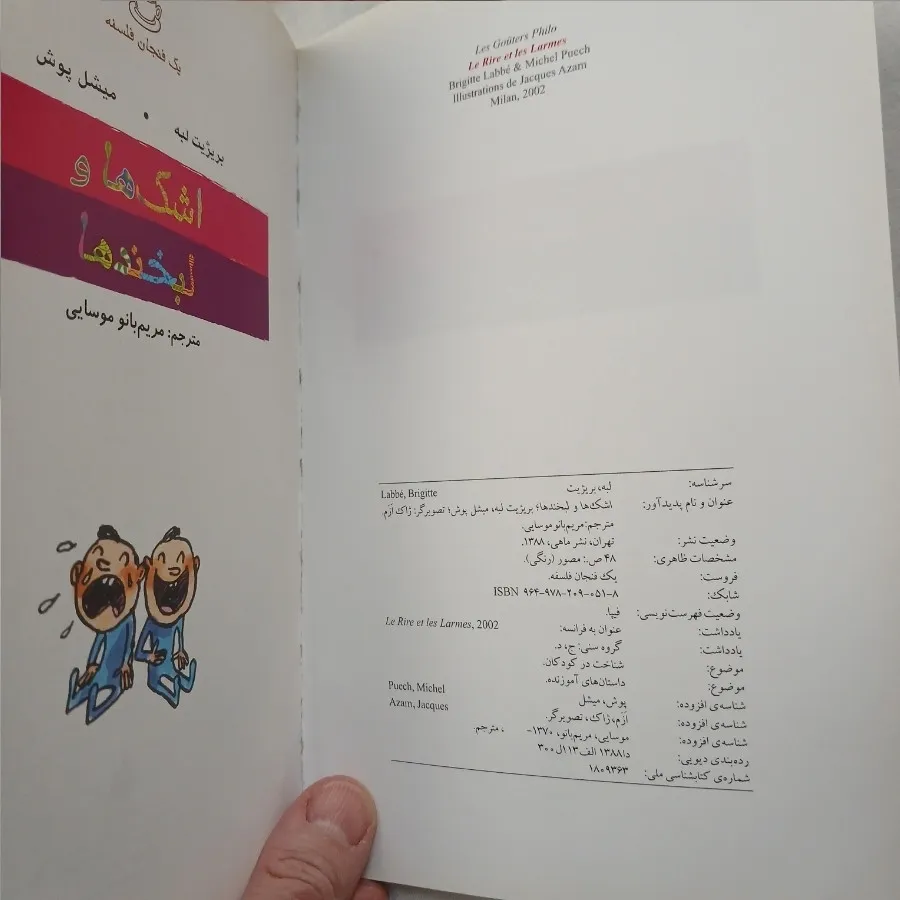 یک فنجان فلسفه
میشل پوش
•
بریژیت لبه
اشک‌ها و
لبخندها
مترجم: مریم‌بانو موسایی
Les Goûters Philo
Le Rire et les Larmes
Brigitte Labbé & Michel Puech
Illustrations de Jacques Azam
Milan, 2002
سرشناسه: لبه، بریژیت Labbé, Brigitte
عنوان و نام پدیدآور: اشک‌ها و لبخندها؛ بریژیت لبه، میشل پوش؛ تصویرگر: ژاک آزَم.
مترجم: مریم‌بانو موسایی.
وضعیت نشر: تهران، نشر ماهی، ۱۳۸۸.
مشخصات ظاهری: ۴۸ ص.: مصور (رنگی).
فروست: یک فنجان فلسفه.
شابک: ISBN ۹۶۴-۹۷۸-۲۰۹-۰۵۱-۸
وضعیت فهرست‌نویسی: فیپا.
یادداشت: عنوان به فرانسه: Le Rire et les Larmes, 2002
یادداشت: گروه سنی: ج، د.
موضوع: شناخت در کودکان.
موضوع: داستان‌های آموزنده.
شناسه‌ی افزوده: پوش، میشل Puech, Michel
شناسه‌ی افزوده: آزَم، ژاک، تصویرگر. Azam, Jacques
شناسه‌ی افزوده: موسایی، مریم‌بانو، ۱۳۷۰- ، مترجم.
رده‌بندی دیویی: دا۱۳۸۸ الف۱۱۳ل ۳۰۰
شماره‌ی کتابشناسی ملی: ۱۸۰۹۳۶۳